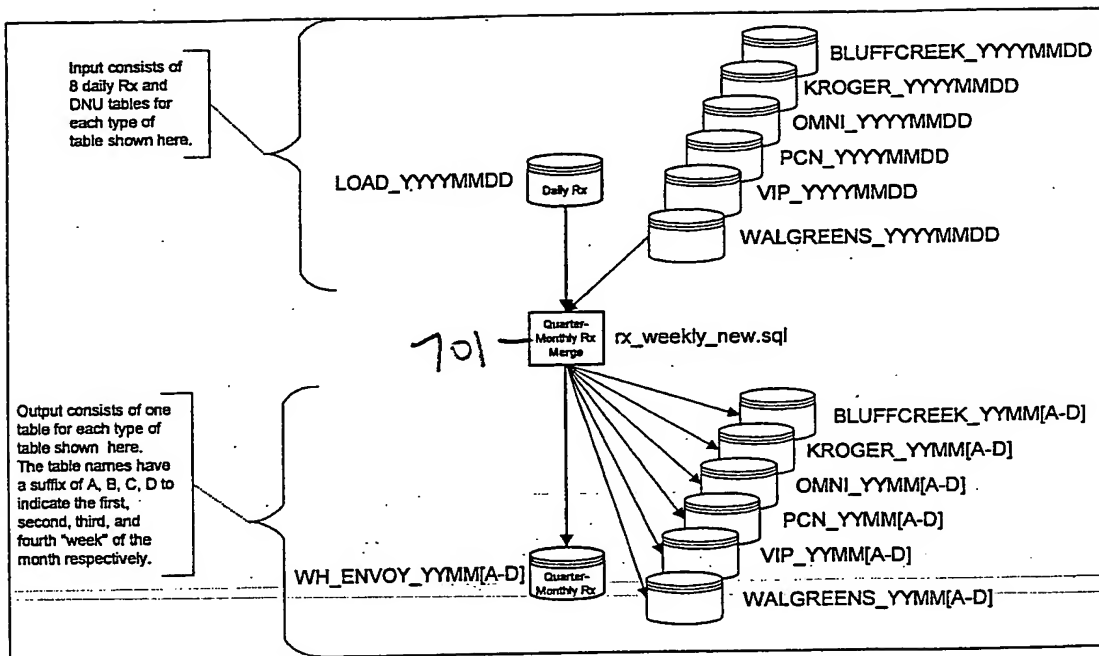 Input consists of
8 daily Rx and
DNU tables for
each type of
table shown here.
BLUFFCREEK_YYYYMMDD
KROGER_YYYYMMDD
OMNI_YYYYMMDD
PCN_YYYYMMDD
VIP_YYYYMMDD
WALGREENS_YYYYMMDD
LOAD_YYYYMMDD
Daily Rx
701
Quarter-
Monthly Rx
Merge
rx_weekly_new.sql
Output consists of one
table for each type of
table shown here.
The table names have
a suffix of A, B, C, D to
indicate the first,
second, third, and
fourth "week" of the
month respectively.
BLUFFCREEK_YYMM[A-D]
KROGER_YYMM[A-D]
OMNI_YYMM[A-D]
PCN_YYMM[A-D]
VIP_YYMM[A-D]
WALGREENS_YYMM[A-D]
WH_ENVOY_YYMM[A-D]
Quarter-
Monthly Rx